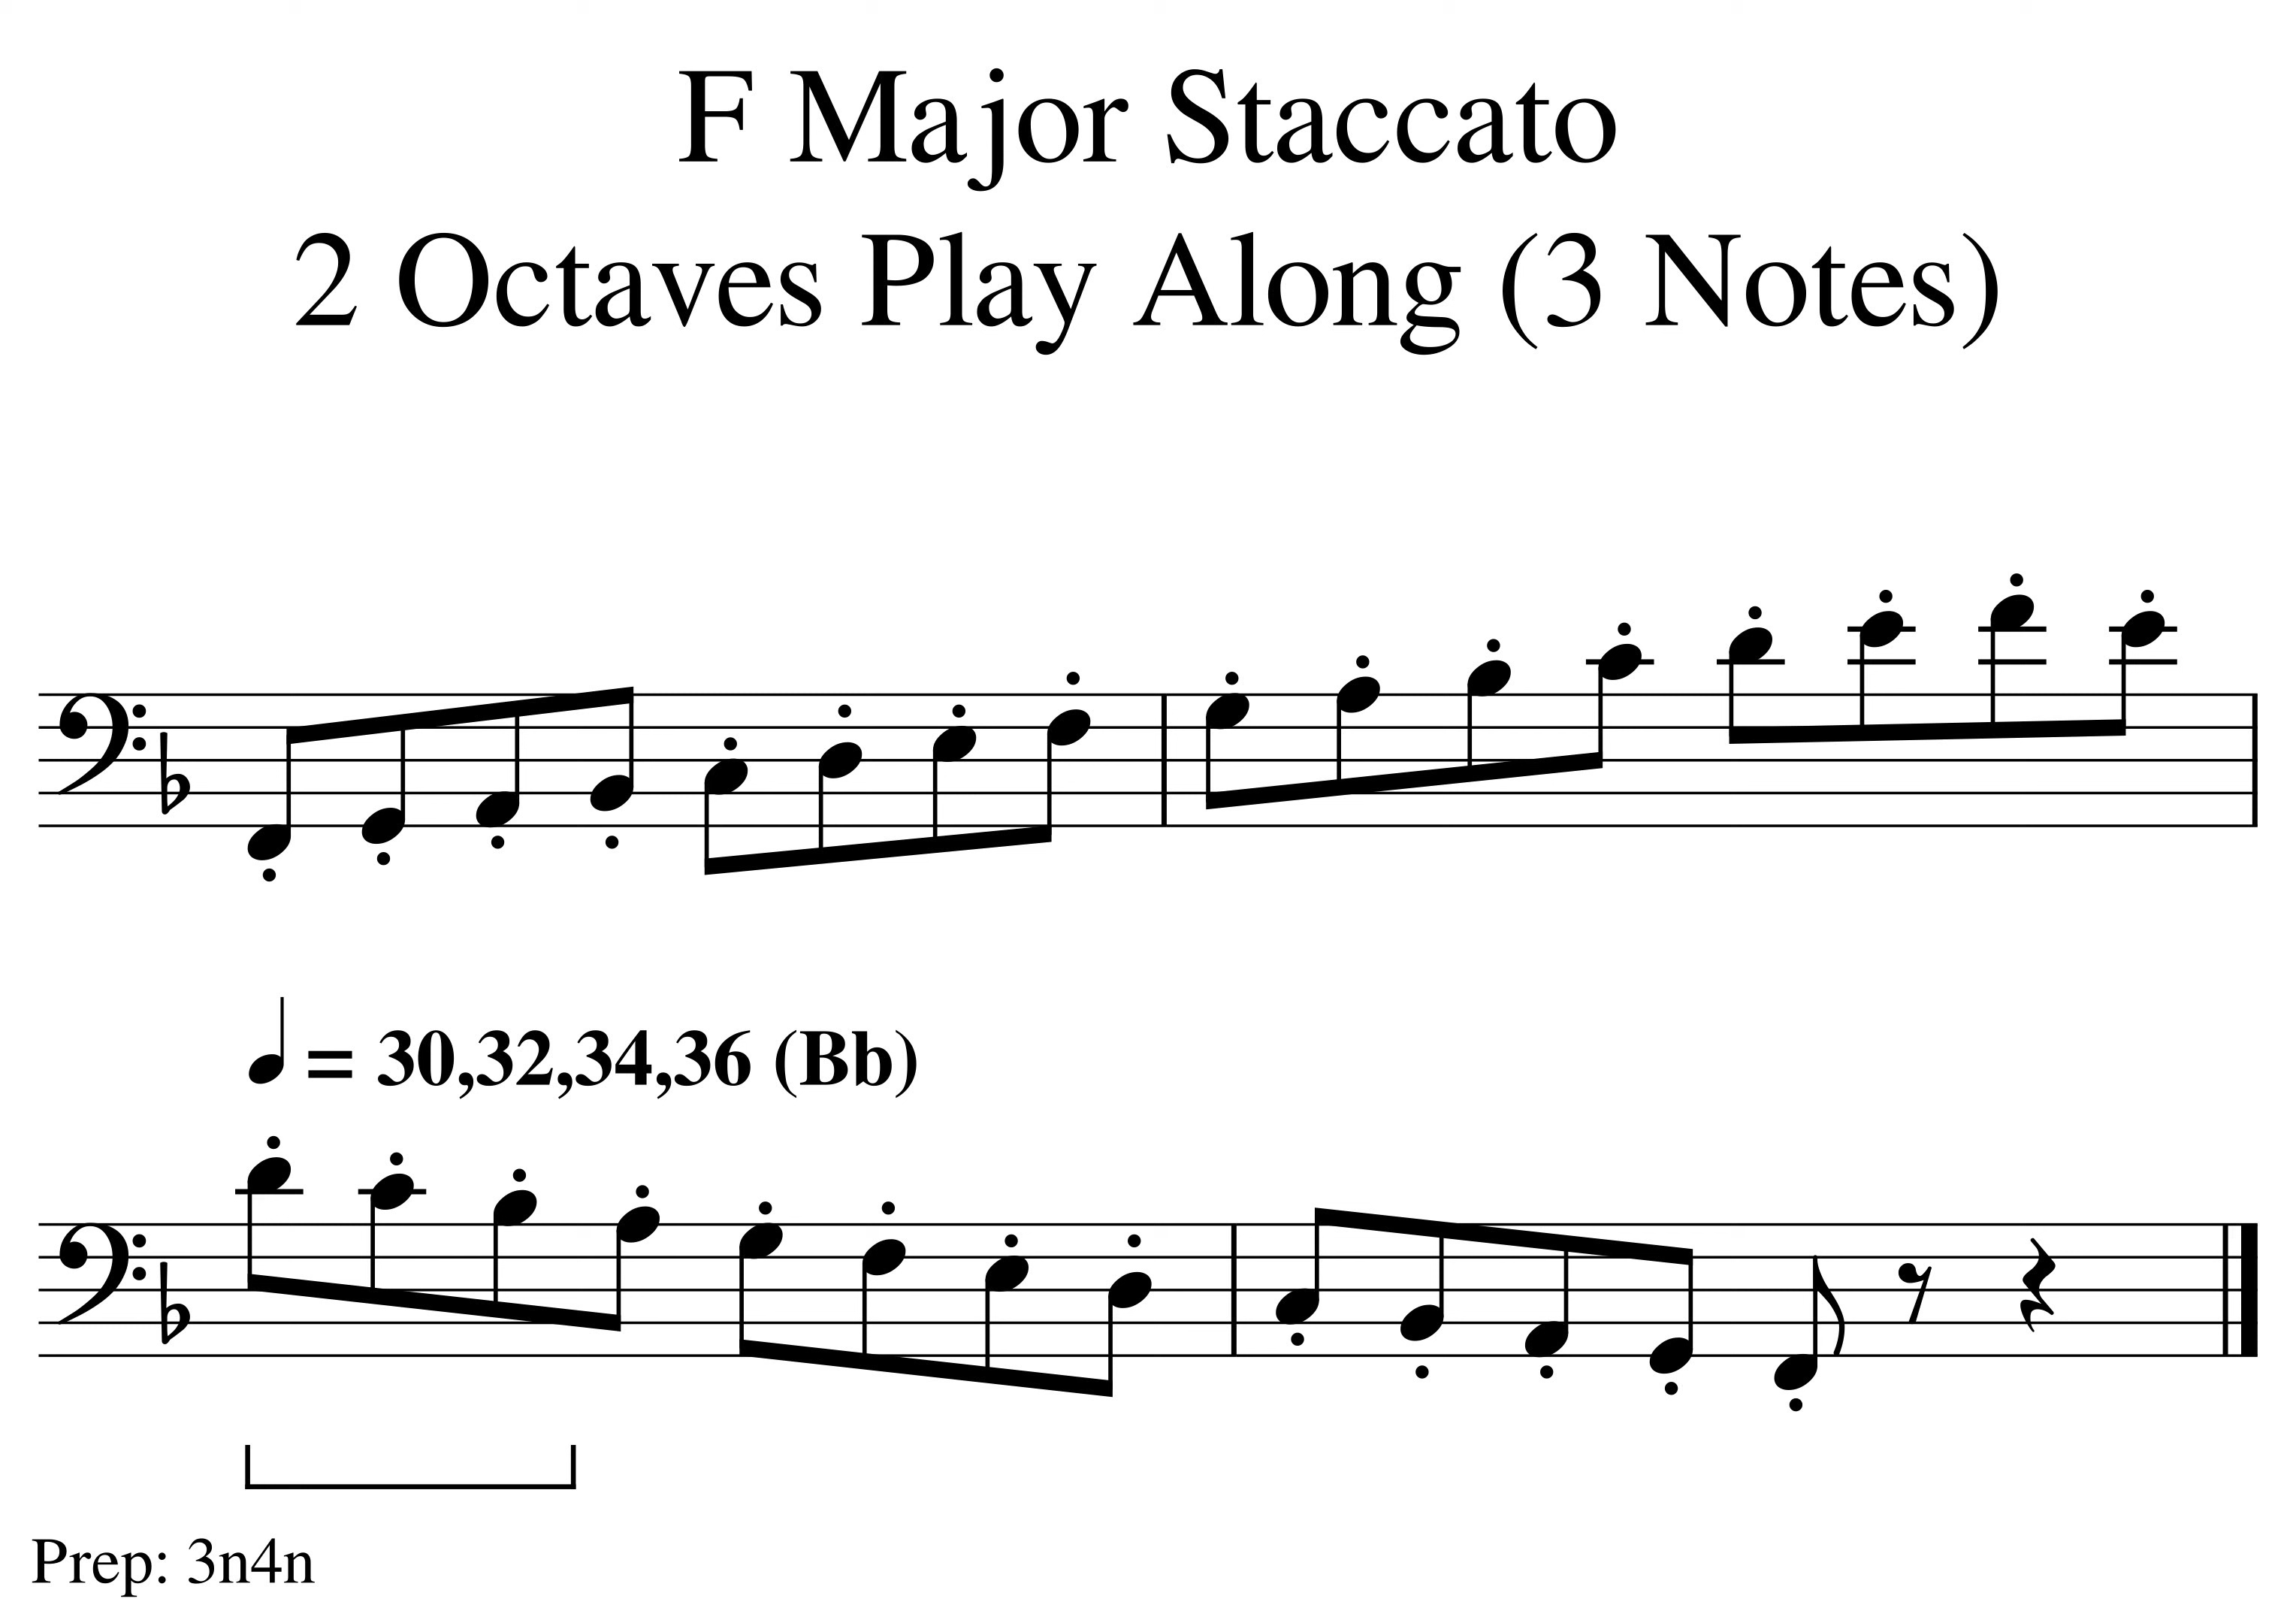 F Major Staccato
2 Octaves Play Along (3 Notes)
= 30,32,34,36 (Bb)
Prep: 3n4n